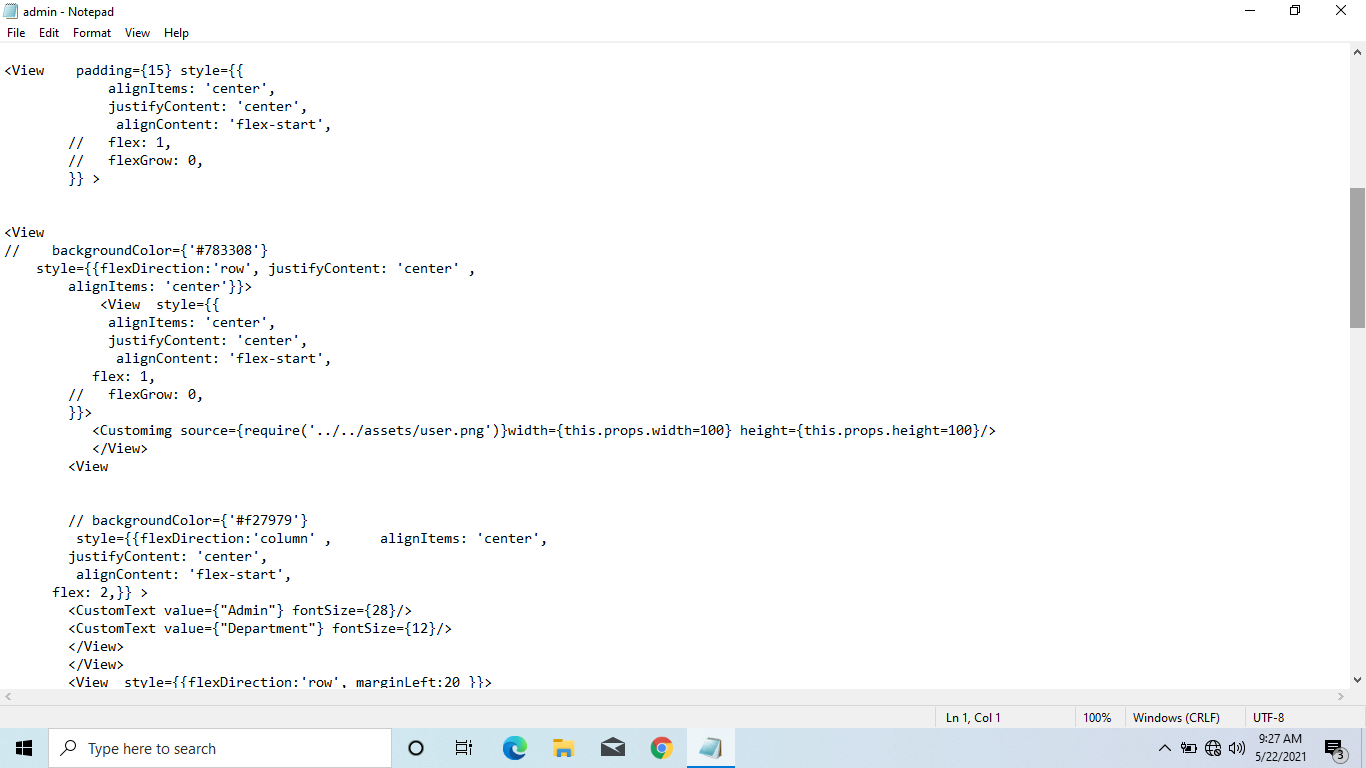 admin - Notepad
File Edit Format View Help
<View    padding={15} style={{
             alignItems: 'center',
             justifyContent: 'center',
              alignContent: 'flex-start',
        //   flex: 1,
        //   flexGrow: 0,
        }} >
<View
//    backgroundColor={'#783308'}
    style={{flexDirection:'row', justifyContent: 'center' ,
        alignItems: 'center'}}>
            <View  style={{
             alignItems: 'center',
             justifyContent: 'center',
              alignContent: 'flex-start',
           flex: 1,
        //   flexGrow: 0,
        }}>
           <Customimg source={require('../../assets/user.png')}width={this.props.width=100} height={this.props.height=100}/>
           </View>
        <View
        // backgroundColor={'#f27979'}
         style={{flexDirection:'column' ,      alignItems: 'center',
        justifyContent: 'center',
         alignContent: 'flex-start',
      flex: 2,}} >
        <CustomText value={"Admin"} fontSize={28}/>
        <CustomText value={"Department"} fontSize={12}/>
        </View>
        </View>
        <View  style={{flexDirection:'row', marginLeft:20 }}>
Ln 1, Col 1 100% Windows (CRLF) UTF-8
Type here to search
9:27 AM
5/22/2021
3